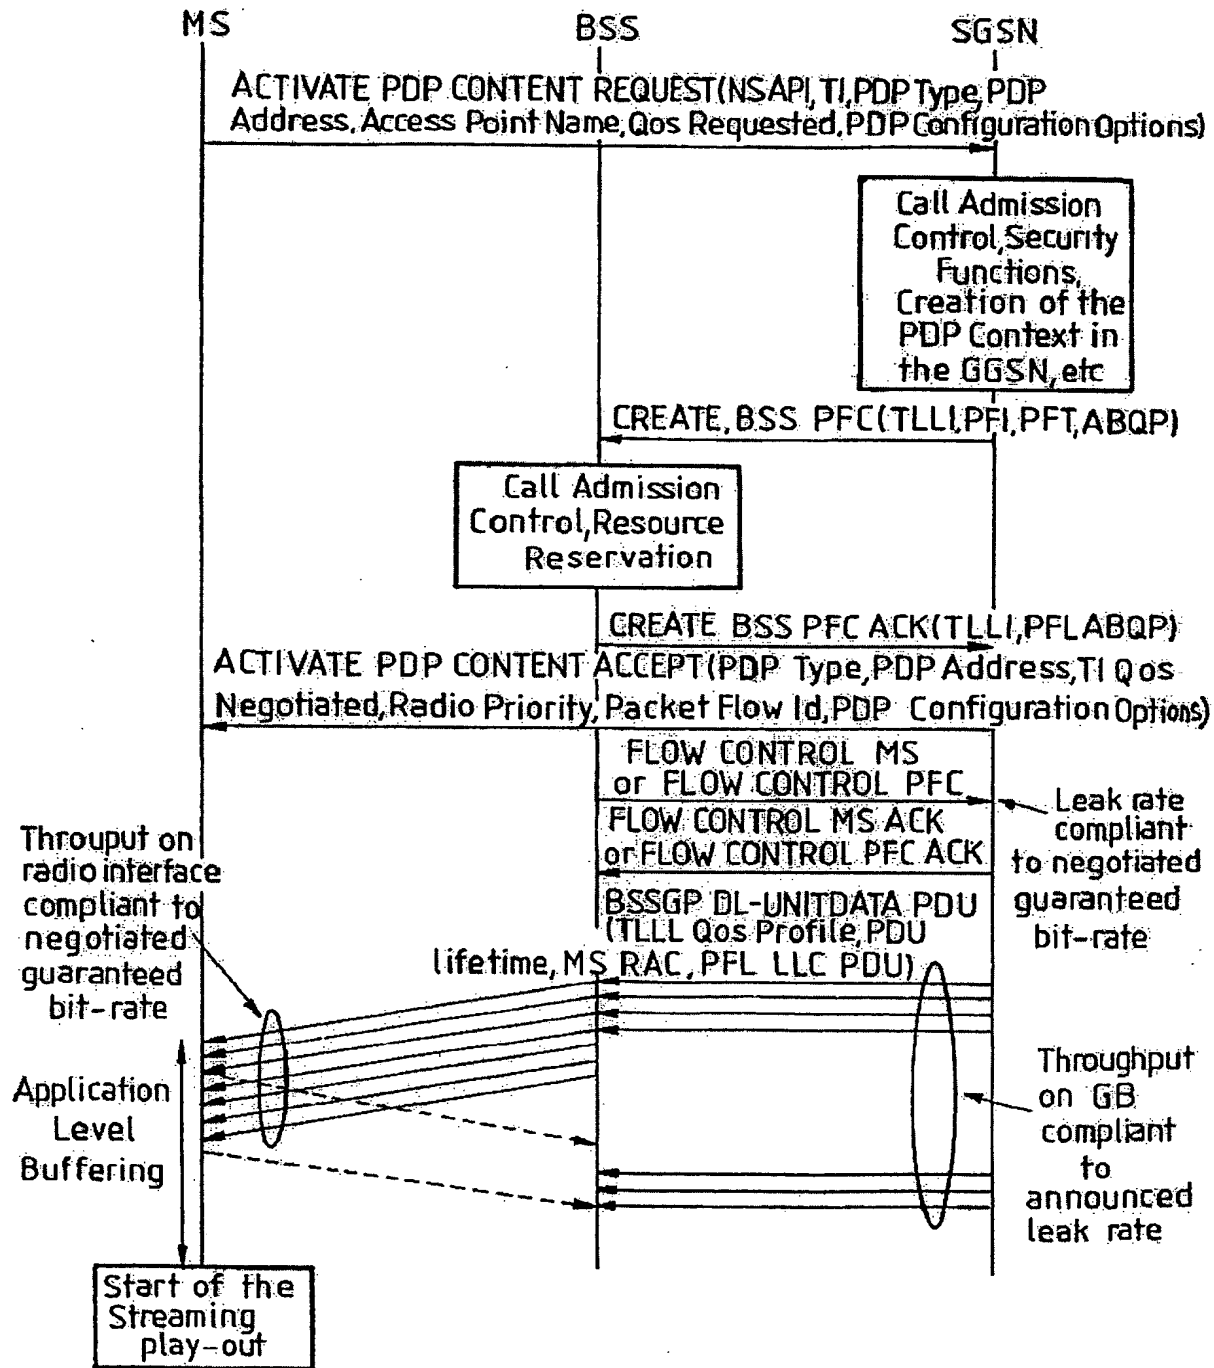 MS BSS SGSN
ACTIVATE PDP CONTENT REQUEST(NSAPI, TI, PDP Type, PDP
Address, Access Point Name, Qos Requested, PDP Configuration Options)
Call Admission
Control, Security
Functions,
Creation of the
PDP Context in
the GGSN, etc
CREATE, BSS PFC(TLLI, PFI, PFT, ABQP)
Call Admission
Control, Resource
Reservation
CREATE BSS PFC ACK(TLLI, PFL ABQP)
ACTIVATE PDP CONTENT ACCEPT(PDP Type, PDP Address, TI Qos
Negotiated, Radio Priority, Packet Flow Id, PDP Configuration Options)
FLOW CONTROL MS
or FLOW CONTROL PFC
Leak rate
compliant
to negotiated
guaranteed
bit-rate
FLOW CONTROL MS ACK
or FLOW CONTROL PFC ACK
Throuput on
radio interface
compliant to
negotiated
guaranteed
bit-rate
BSSGP DL-UNITDATA PDU
(TLLL Qos Profile, PDU
lifetime, MS RAC, PFL LLC PDU)
Application
Level
Buffering
Throughput
on GB
compliant
to
announced
leak rate
Start of the
Streaming
play-out